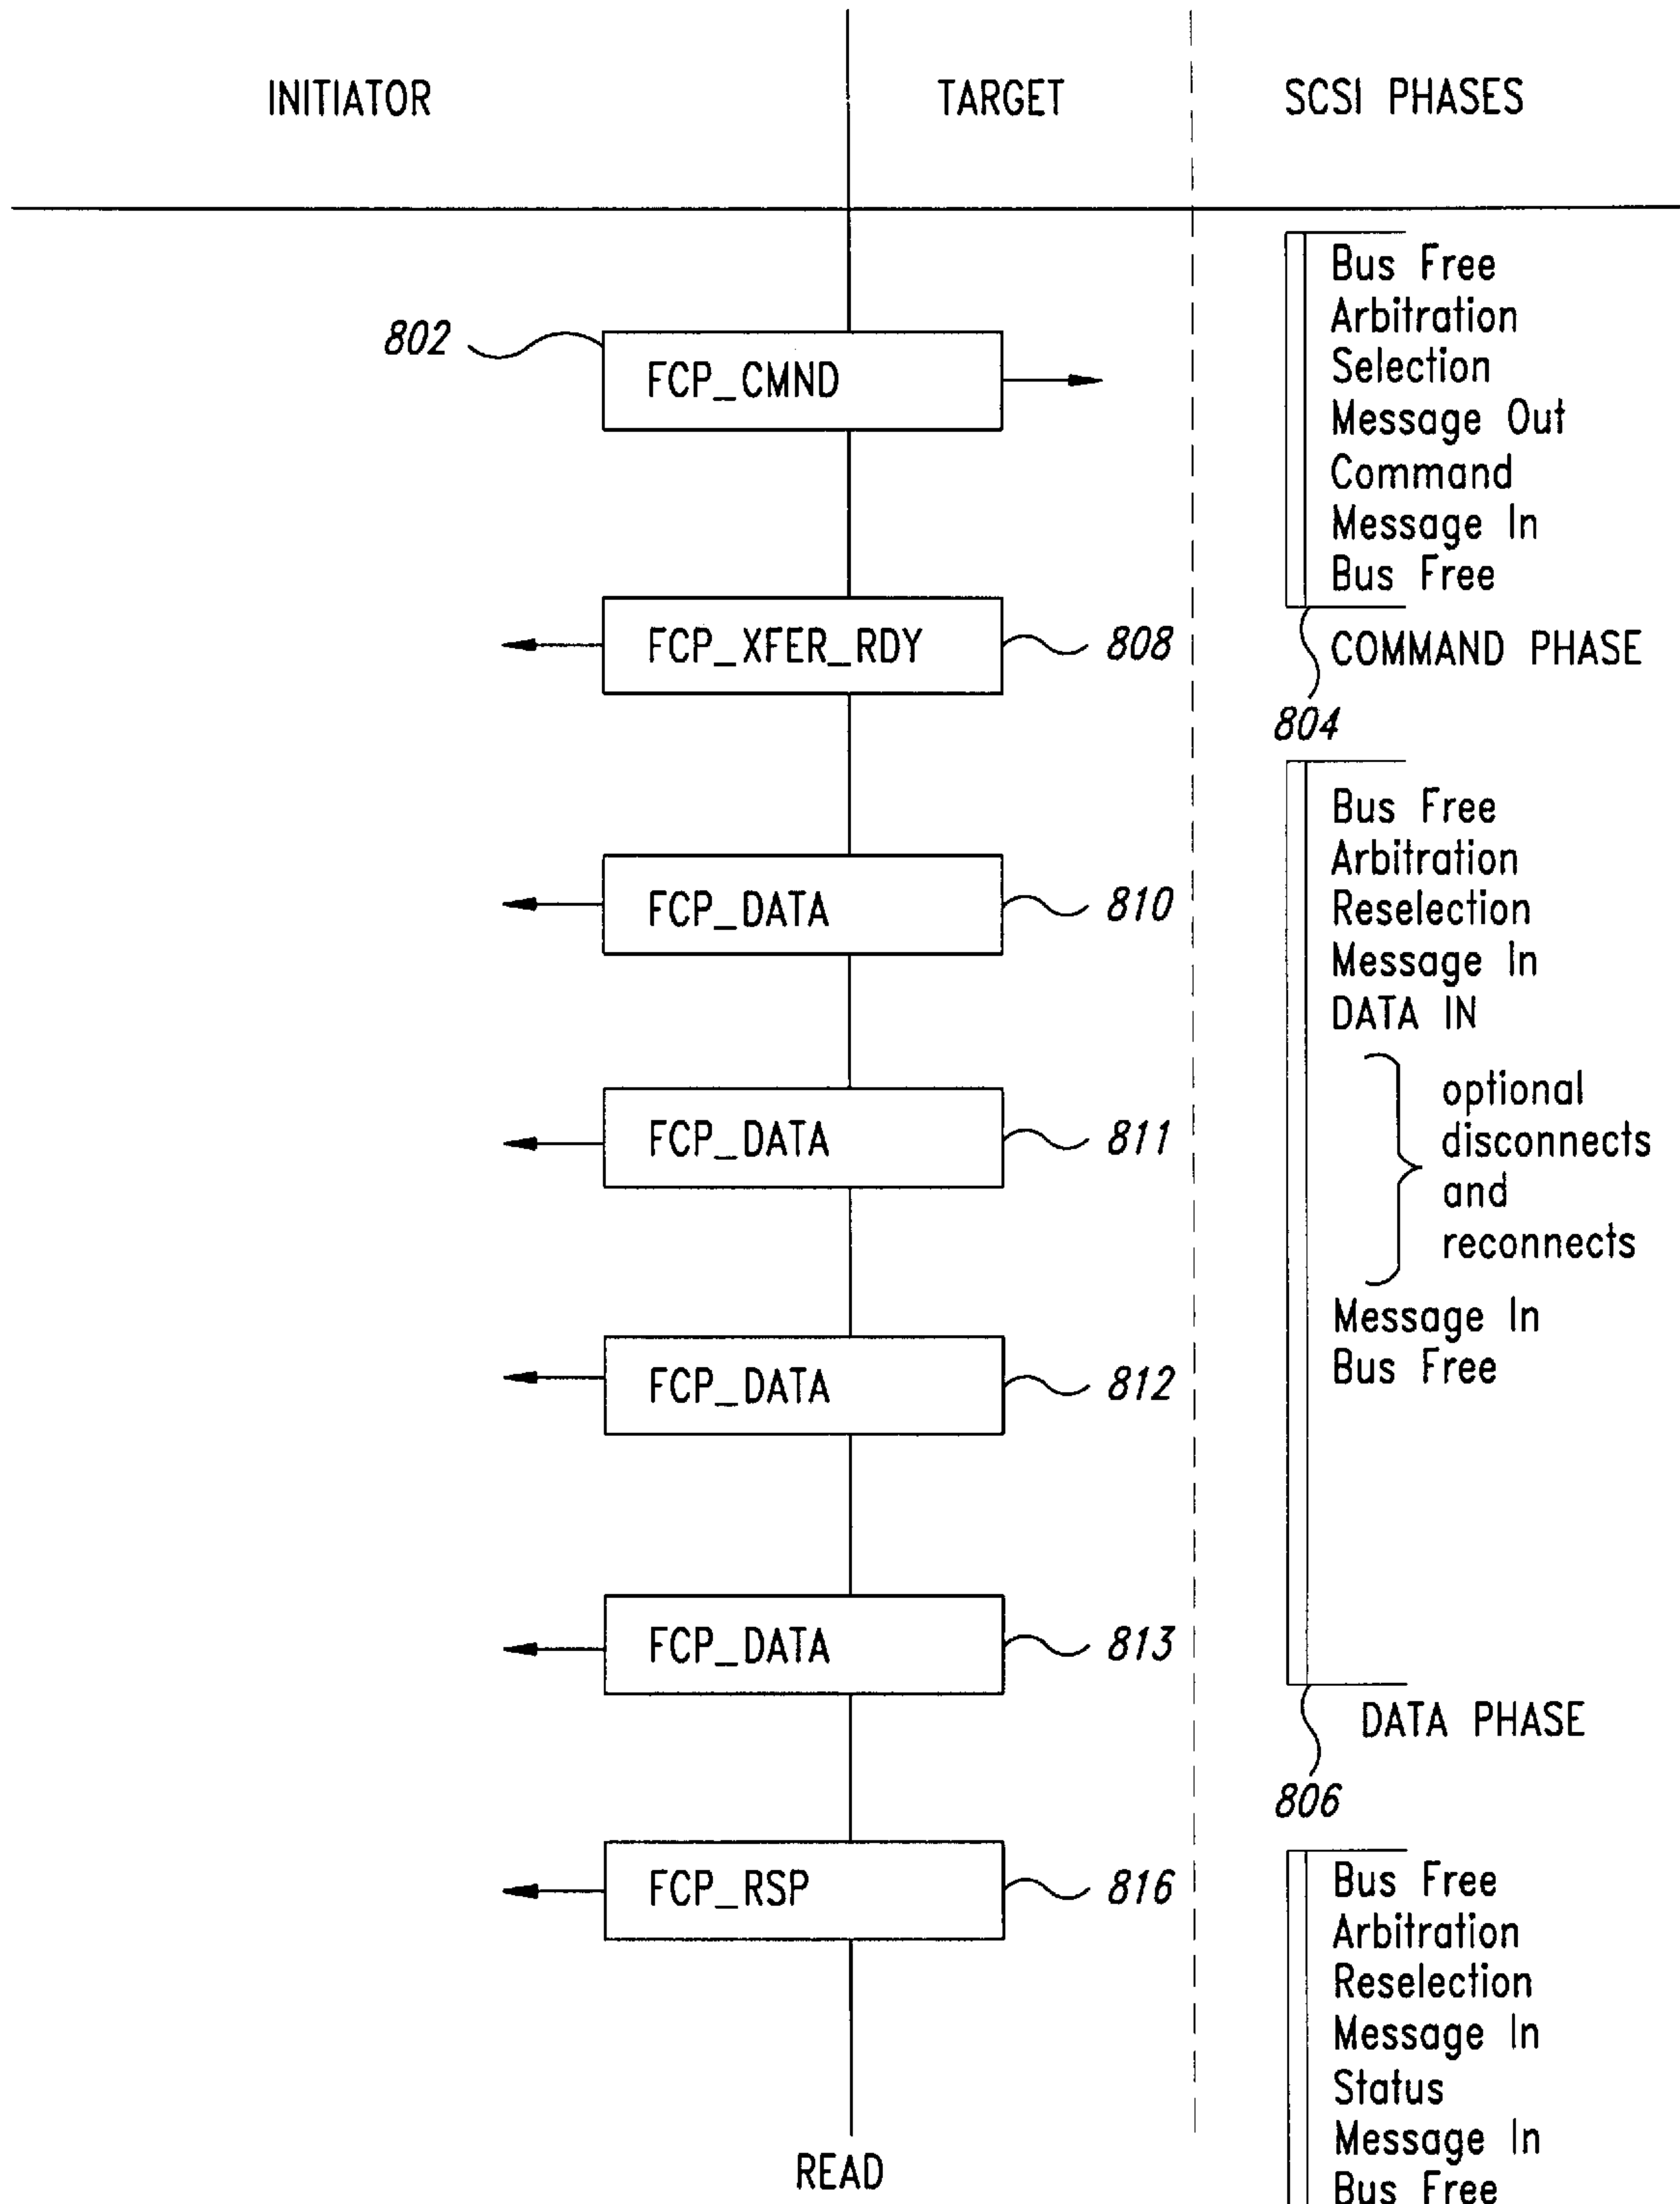 INITIATOR
TARGET
SCSI PHASES
802
FCP_CMND
FCP_XFER_RDY
808
FCP_DATA
810
FCP_DATA
811
FCP_DATA
812
FCP_DATA
813
FCP_RSP
816
READ
Bus Free
Arbitration
Selection
Message Out
Command
Message In
Bus Free
COMMAND PHASE
804
Bus Free
Arbitration
Reselection
Message In
DATA IN
optional
disconnects
and
reconnects
Message In
Bus Free
DATA PHASE
806
Bus Free
Arbitration
Reselection
Message In
Status
Message In
Bus Free